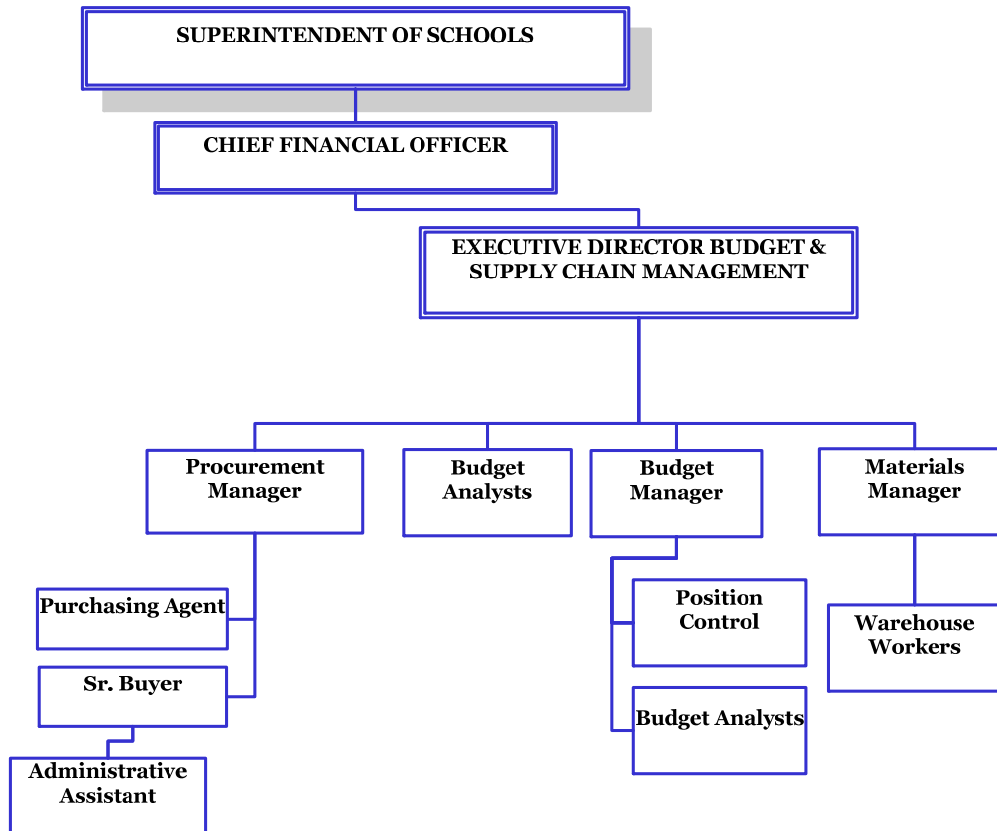 SUPERINTENDENT OF SCHOOLS
CHIEF FINANCIAL OFFICER
EXECUTIVE DIRECTOR BUDGET &
SUPPLY CHAIN MANAGEMENT
Procurement
Manager
Budget
Analysts
Budget
Manager
Materials
Manager
Purchasing Agent
Sr. Buyer
Administrative
Assistant
Position
Control
Budget Analysts
Warehouse
Workers